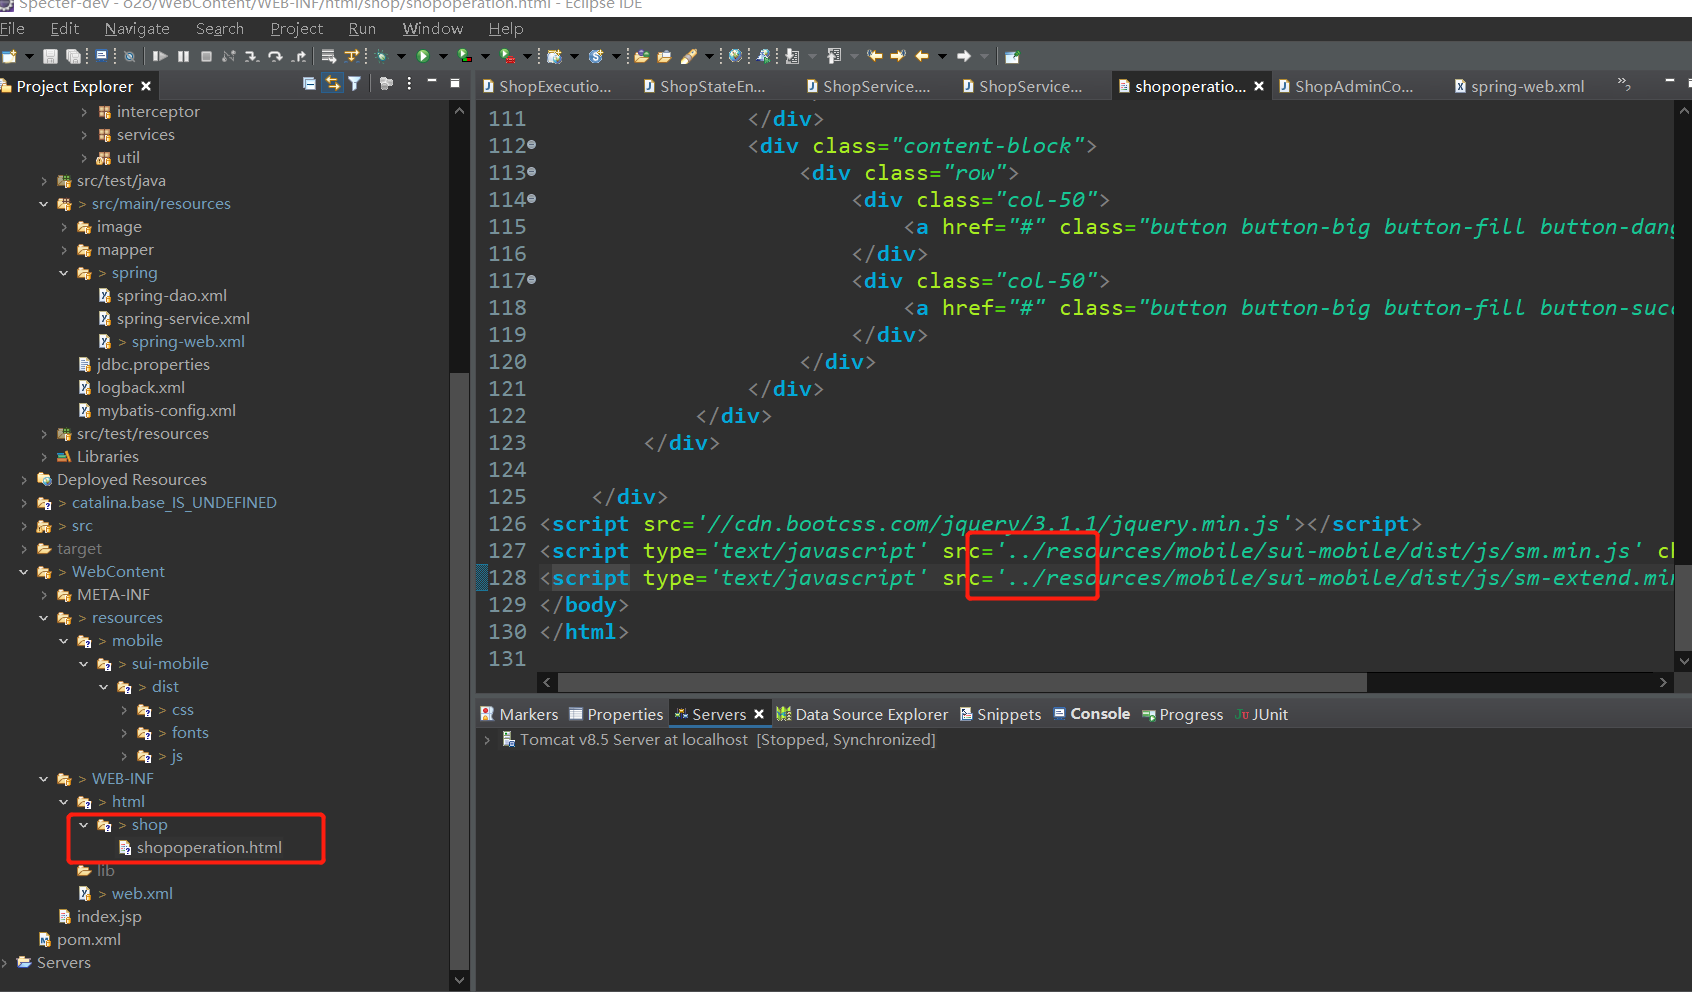 Specter-dev - o2o/WebContent/WEB-INF/html/shop/shopoperation.html - Eclipse IDE
File Edit Navigate Search Project Run Window Help
Project Explorer
interceptor
services
util
src/test/java
> src/main/resources
image
mapper
> spring
spring-dao.xml
spring-service.xml
> spring-web.xml
jdbc.properties
logback.xml
mybatis-config.xml
src/test/resources
Libraries
Deployed Resources
> catalina.base_IS_UNDEFINED
> src
target
> WebContent
META-INF
> resources
> mobile
> sui-mobile
> dist
> css
> fonts
> js
> WEB-INF
> html
> shop
shopoperation.html
lib
> web.xml
index.jsp
pom.xml
Servers
ShopExecutio... ShopStateEn... ShopService.... ShopService... shopoperatio... ShopAdminCo... spring-web.xml
111 </div>
112 <div class="content-block">
113 <div class="row">
114 <div class="col-50">
115 <a href="#" class="button button-big button-fill button-dang
116 </div>
117 <div class="col-50">
118 <a href="#" class="button button-big button-fill button-succ
119 </div>
120 </div>
121 </div>
122 </div>
123 </div>
124
125 </div>
126 <script src='//cdn.bootcss.com/jquery/3.1.1/jquery.min.js'></script>
127 <script type='text/javascript' src='../resources/mobile/sui-mobile/dist/js/sm.min.js' ch
128 <script type='text/javascript' src='../resources/mobile/sui-mobile/dist/js/sm-extend.min
129 </body>
130 </html>
131
Markers Properties Servers Data Source Explorer Snippets Console Progress JUnit
Tomcat v8.5 Server at localhost [Stopped, Synchronized]